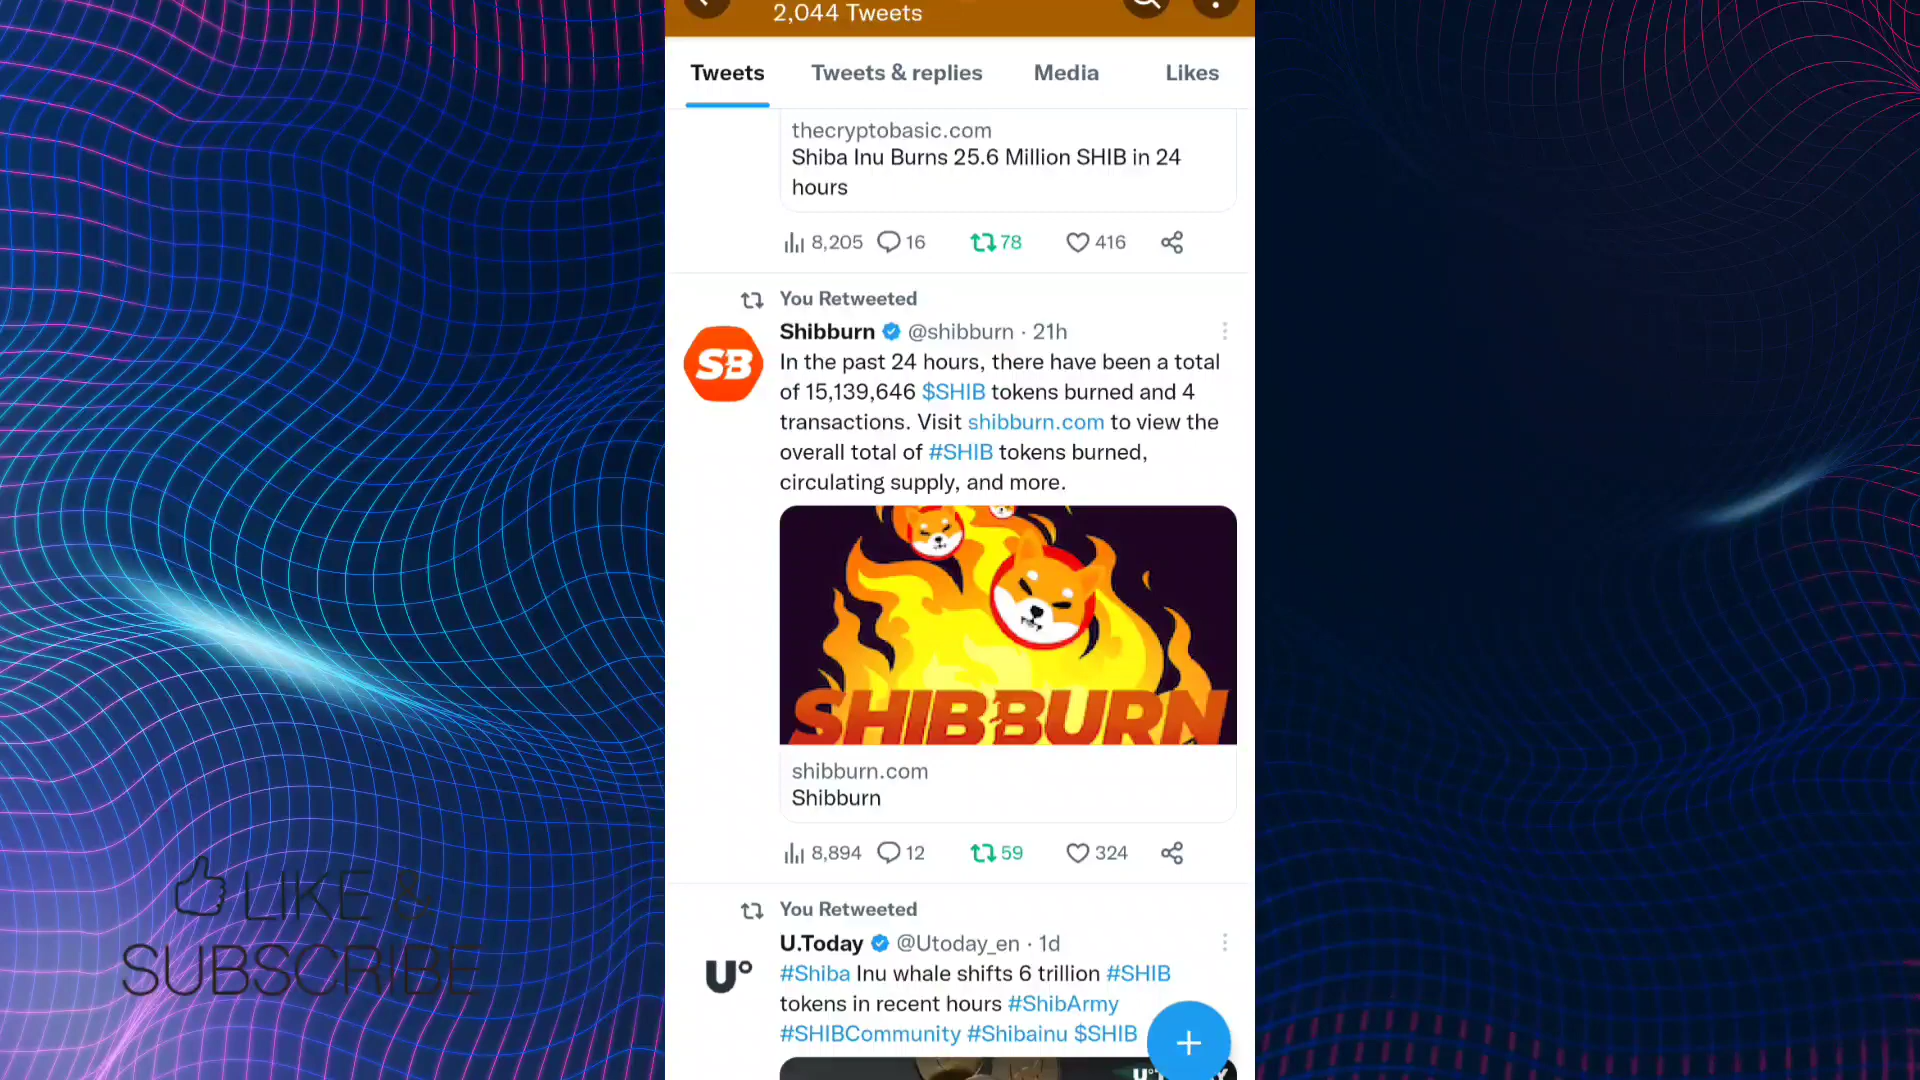 2,044 Tweets
Tweets
Tweets & replies
Media
Likes
thecryptobasic.com
Shiba Inu Burns 25.6 Million SHIB in 24
hours
8,205
16
78
416
You Retweeted
Shibburn @shibburn · 21h
SB
In the past 24 hours, there have been a total
of 15,139,646 $SHIB tokens burned and 4
transactions. Visit shibburn.com to view the
overall total of #SHIB tokens burned,
circulating supply, and more.
SHIBBURN
shibburn.com
Shibburn
8,894
12
59
324
You Retweeted
U.Today @Utoday_en · 1d
U°
#Shiba Inu whale shifts 6 trillion #SHIB
tokens in recent hours #ShibArmy
#SHIBCommunity #Shibainu $SHIB
LIKE &
SUBSCRIBE